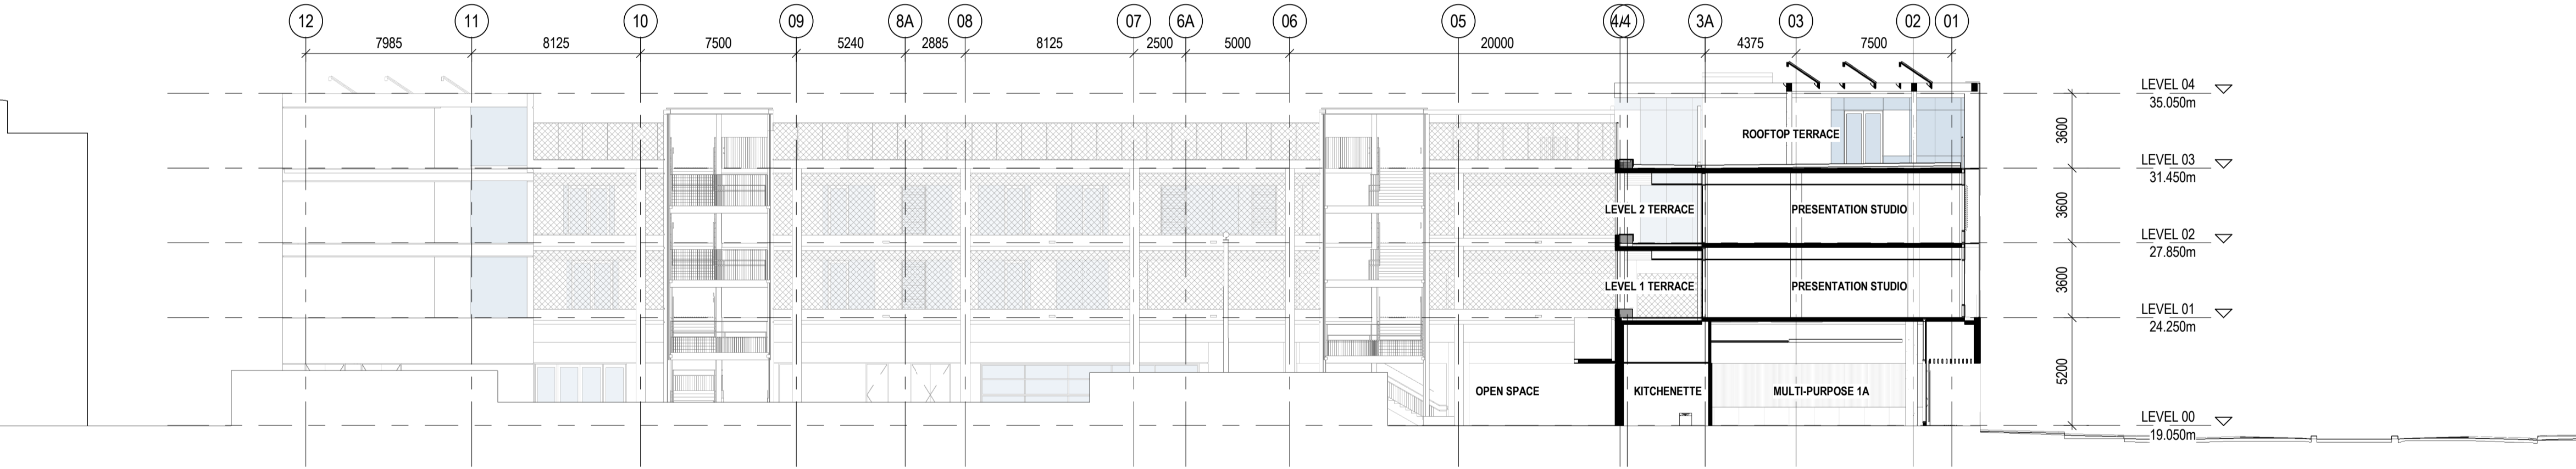 12 11 10 09 8A 08 07 6A 06 05 4/4 3A 03 02 01
7985 8125 7500 5240 2885 8125 2500 5000 20000 4375 7500
LEVEL 04
35.050m
3600
ROOFTOP TERRACE
LEVEL 03
31.450m
3600
LEVEL 2 TERRACE PRESENTATION STUDIO
LEVEL 02
27.850m
3600
LEVEL 1 TERRACE PRESENTATION STUDIO
LEVEL 01
24.250m
5200
OPEN SPACE KITCHENETTE MULTI-PURPOSE 1A
LEVEL 00
19.050m